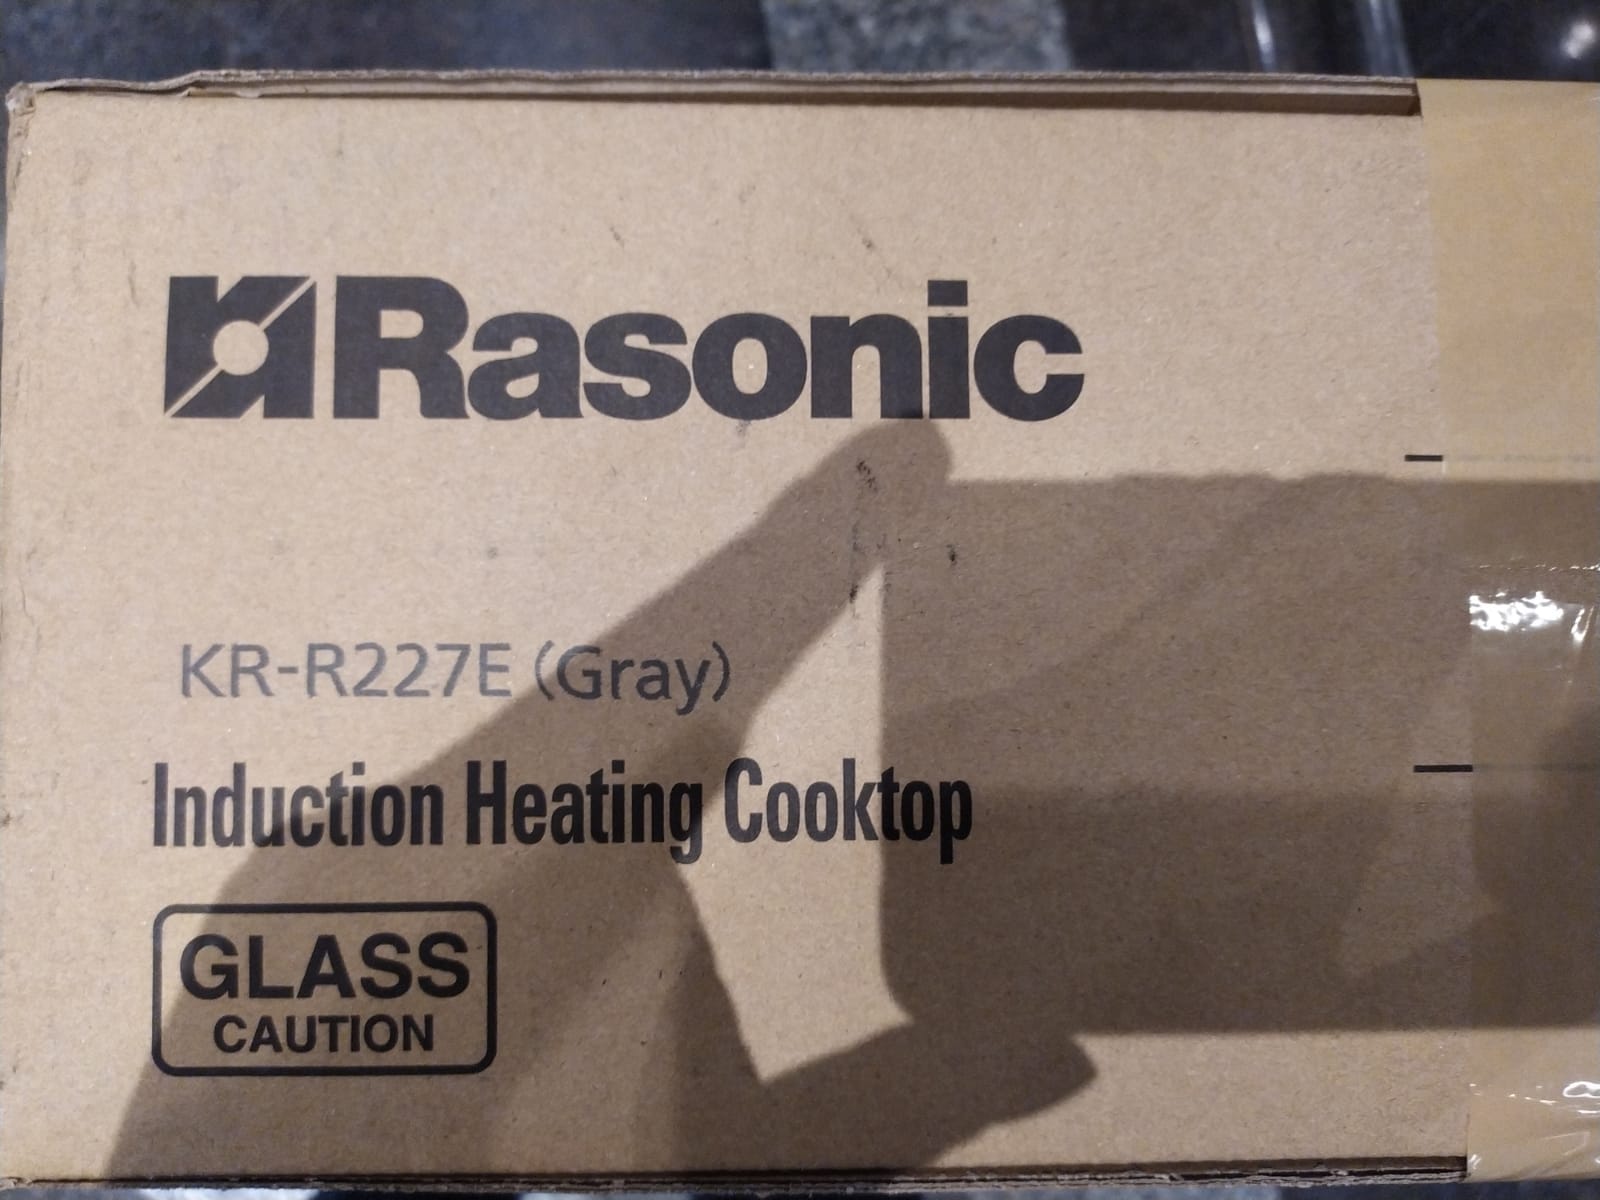 Rasonic
KR-R227E (Gray)
Induction Heating Cooktop
GLASS
CAUTION